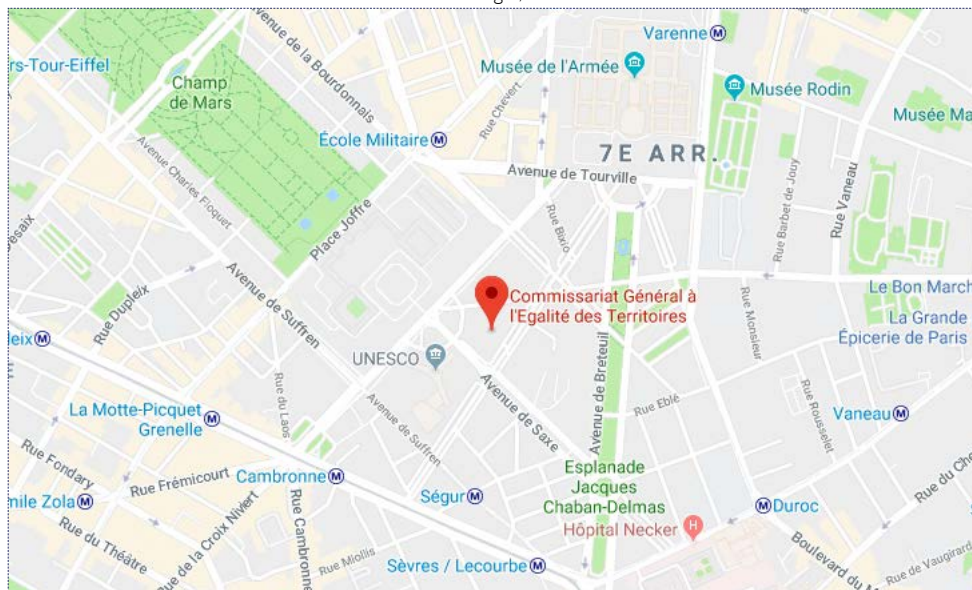 Varenne
Avenue de la Bourdonnais
rs-Tour-Eiffel
Musée de l'Armée
Champ
de Mars
Musée Rodin
Rue Chevert
Musée Ma
École Militaire
7E ARR.
Avenue Charles Floquet
Avenue de Tourville
Rue Barbet de Jouy
Rue Vaneau
Place Joffre
Rue Bixio
esaix
Avenue de Suffren
Rue Dupleix
Commissariat Général à
l'Egalité des Territoires
Le Bon March
La Grande
Épicerie de Paris
Rue Monsieur
leix
UNESCO
Avenue de Breteuil
Avenue de Saxe
Rue du Laos
Avenue de Suffren
Rue Eblé
Rue Rousselet
La Motte-Picquet
Grenelle
Vaneau
Rue Fondary
Rue Frémicourt
Cambronne
Esplanade
Jacques
Chaban-Delmas
Rue du Che
mile Zola
Rue de la Croix Nivert
Rue Cambronne
Ségur
Duroc
Hôpital Necker
H
Rue du Théâtre
Rue Miollis
Sèvres / Lecourbe
Boulevard du M
Rue de Vaugirard